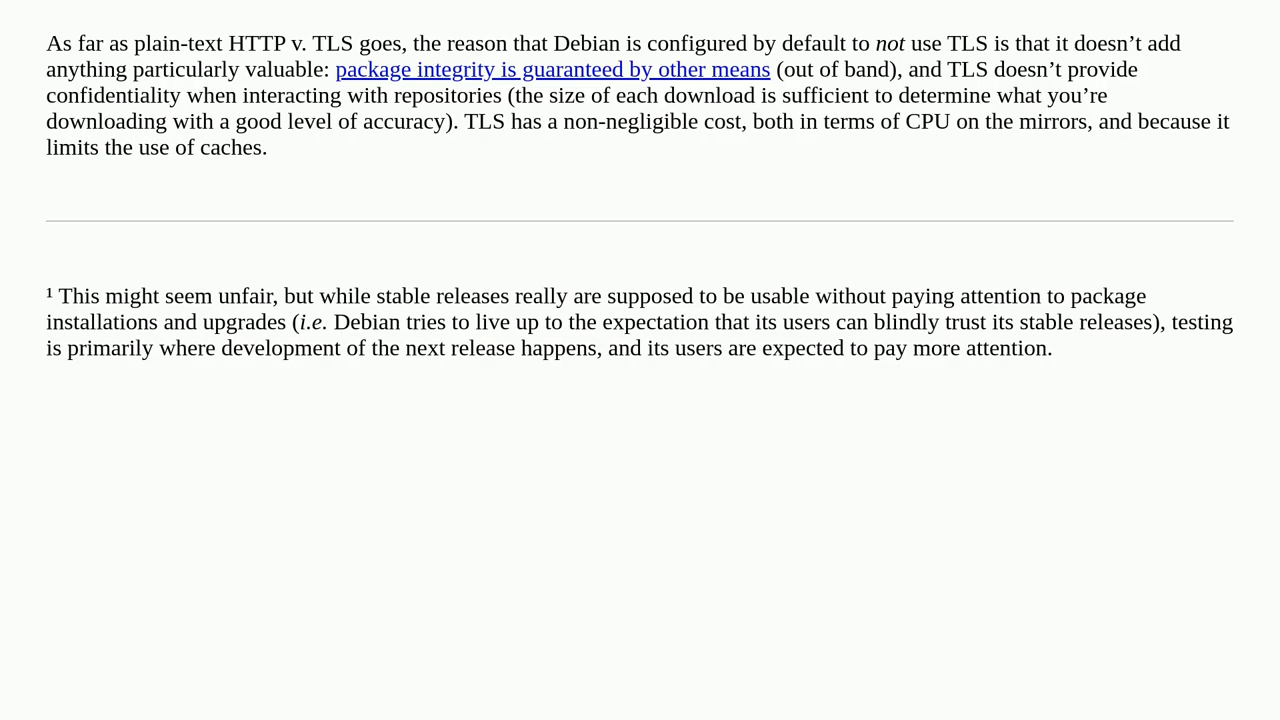 As far as plain-text HTTP v. TLS goes, the reason that Debian is configured by default to not use TLS is that it doesn’t add
anything particularly valuable: package integrity is guaranteed by other means (out of band), and TLS doesn’t provide
confidentiality when interacting with repositories (the size of each download is sufficient to determine what you’re
downloading with a good level of accuracy). TLS has a non-negligible cost, both in terms of CPU on the mirrors, and because it
limits the use of caches.
¹ This might seem unfair, but while stable releases really are supposed to be usable without paying attention to package
installations and upgrades (i.e. Debian tries to live up to the expectation that its users can blindly trust its stable releases), testing
is primarily where development of the next release happens, and its users are expected to pay more attention.